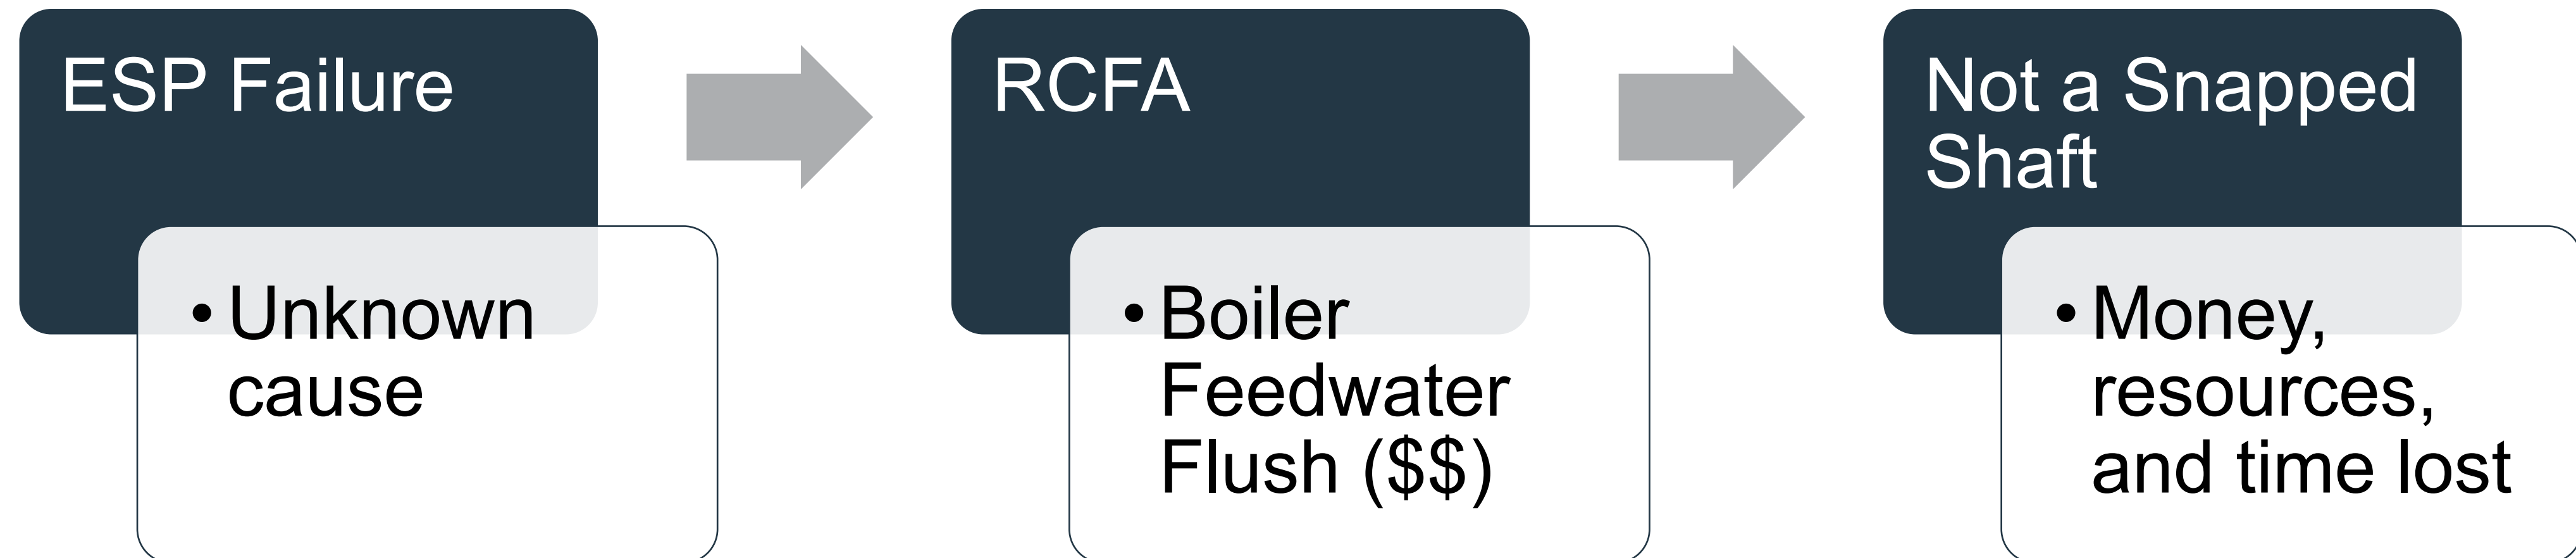 ESP Failure
• Unknown
cause
RCFA
• Boiler
Feedwater
Flush ($$)
Not a Snapped
Shaft
• Money,
resources,
and time lost